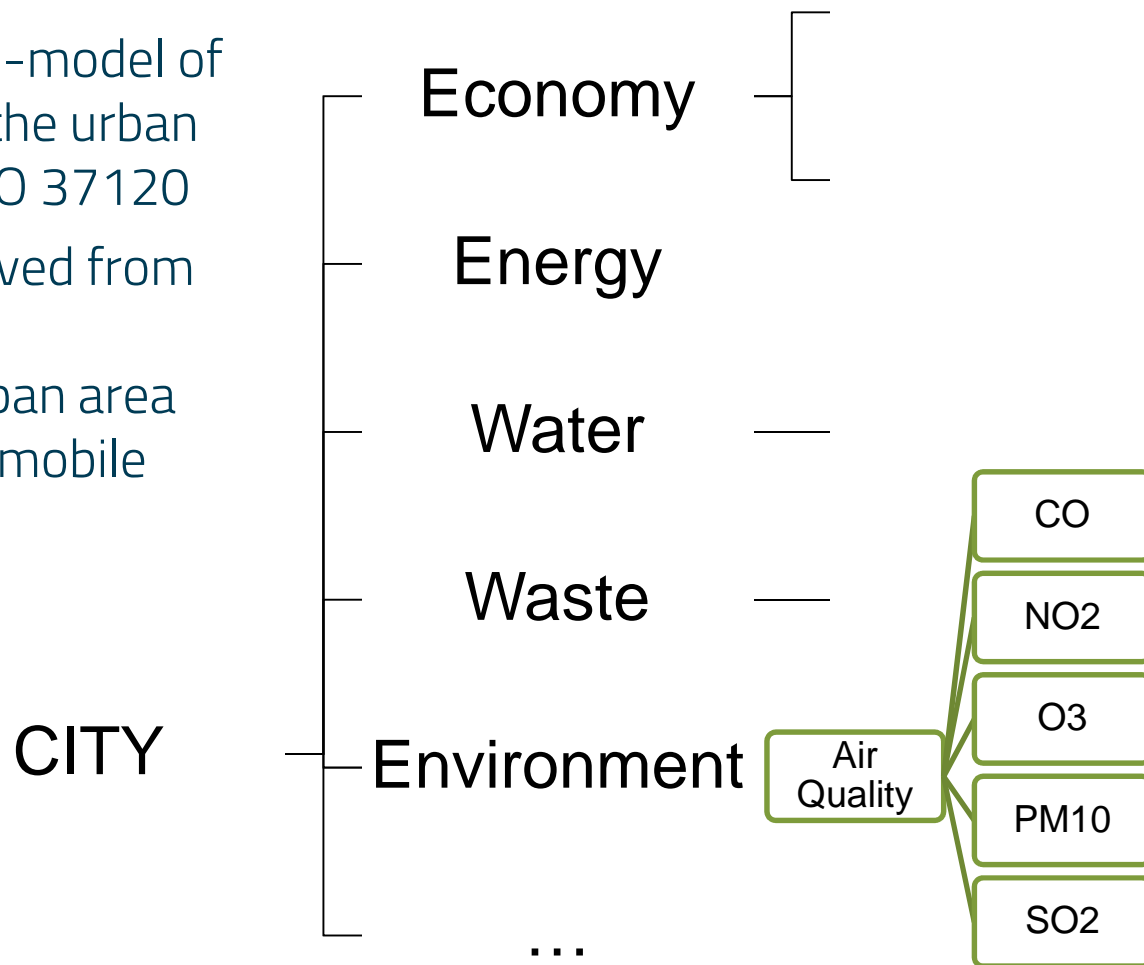 -model of
the urban
O 37120
ved from
ban area
mobile
CITY
Economy
Energy
Water
Waste
Environment
…
Air
Quality
CO
NO2
O3
PM10
SO2